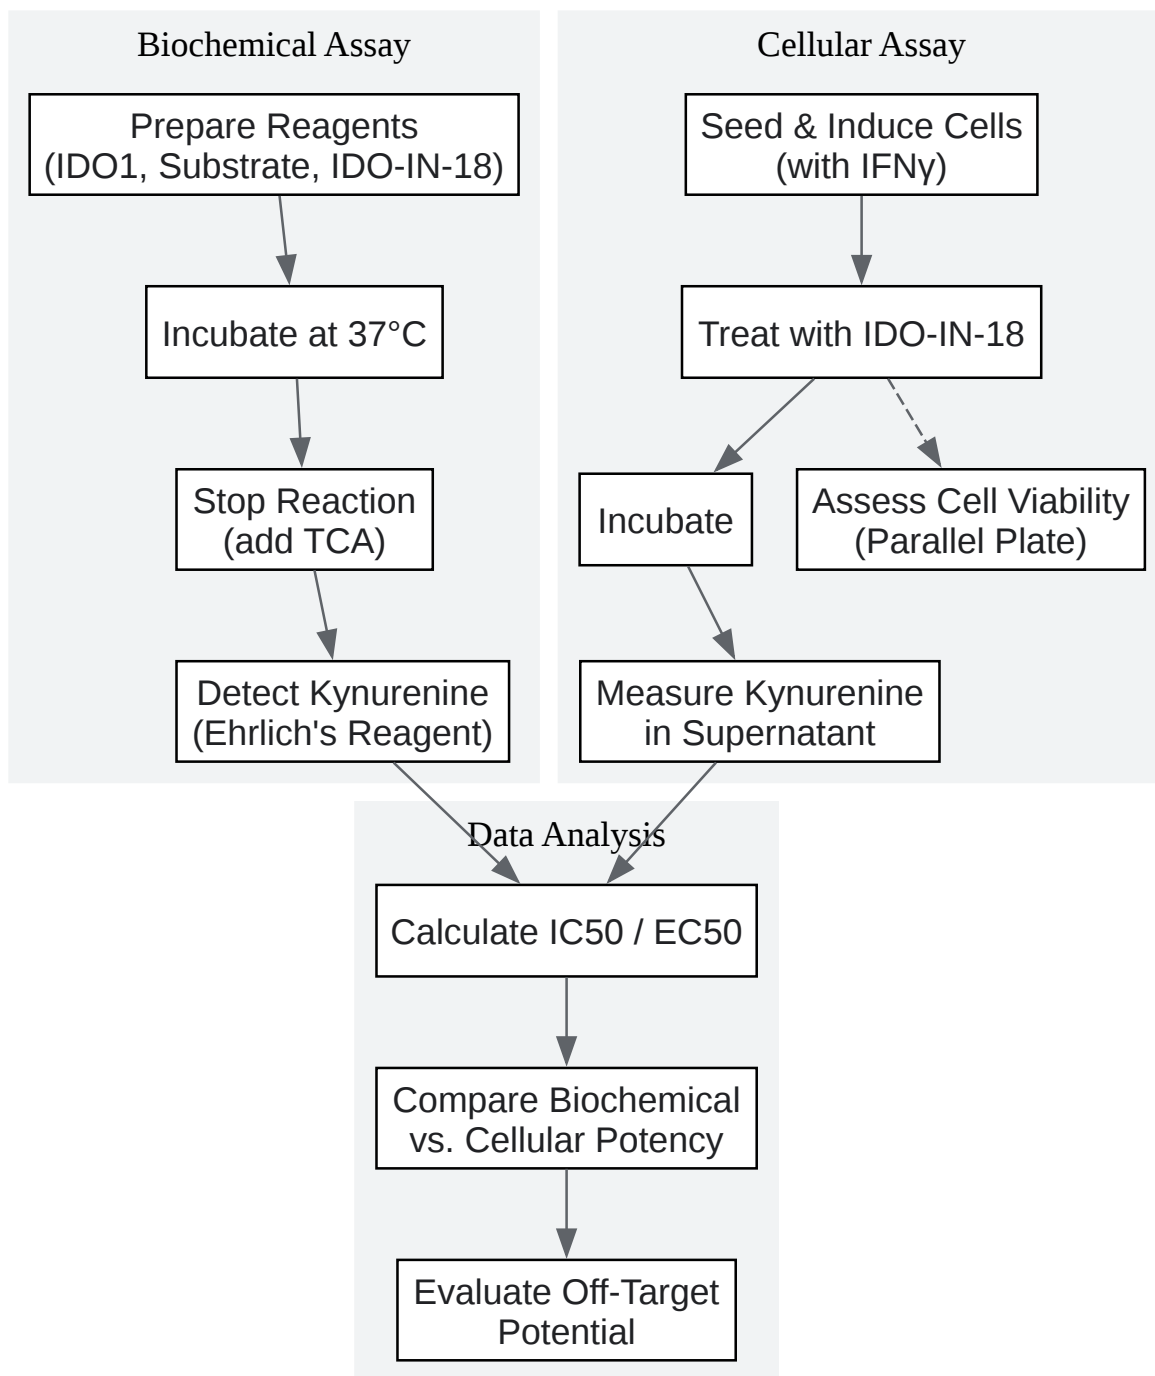 Biochemical Assay
Prepare Reagents
(IDO1, Substrate, IDO-IN-18)
Incubate at 37°C
Stop Reaction
(add TCA)
Detect Kynurenine
(Ehrlich's Reagent)
Cellular Assay
Seed & Induce Cells
(with IFNγ)
Treat with IDO-IN-18
Incubate
Assess Cell Viability
(Parallel Plate)
Measure Kynurenine
in Supernatant
Data Analysis
Calculate IC50 / EC50
Compare Biochemical
vs. Cellular Potency
Evaluate Off-Target
Potential